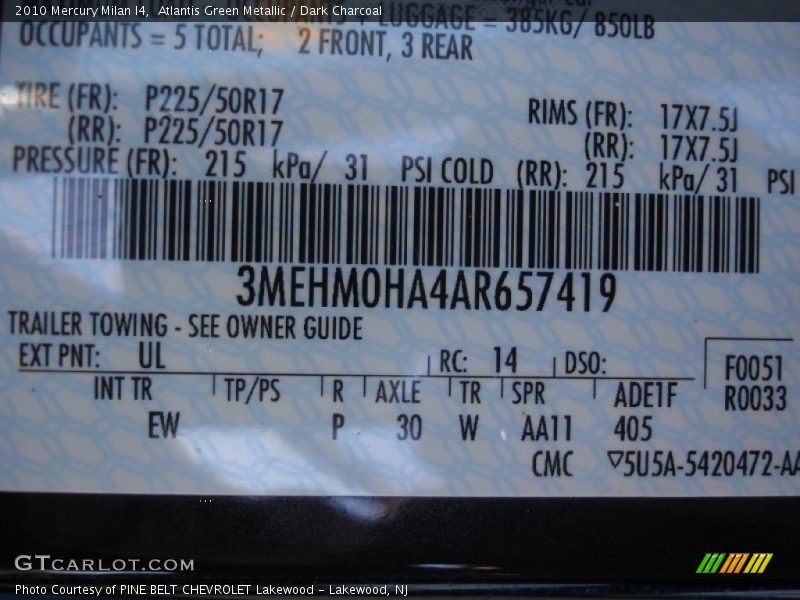 2010 Mercury Milan I4, Atlantis Green Metallic / Dark Charcoal
LUGGAGE = 385KG/ 850LB
OCCUPANTS = 5 TOTAL; 2 FRONT, 3 REAR
TIRE (FR): P225/50R17 RIMS (FR): 17X7.5J
(RR): P225/50R17 (RR): 17X7.5J
PRESSURE (FR): 215 kPa/ 31 PSI COLD (RR): 215 kPa/ 31 PSI
3MEHM0HA4AR657419
TRAILER TOWING - SEE OWNER GUIDE
EXT PNT: UL RC: 14 DSO: F0051
INT TR TP/PS R AXLE TR SPR ADE1F R0033
EW P 30 W AA11 405
CMC ▽5U5A-5420472-AA
GTCARLOT.COM
Photo Courtesy of PINE BELT CHEVROLET Lakewood - Lakewood, NJ